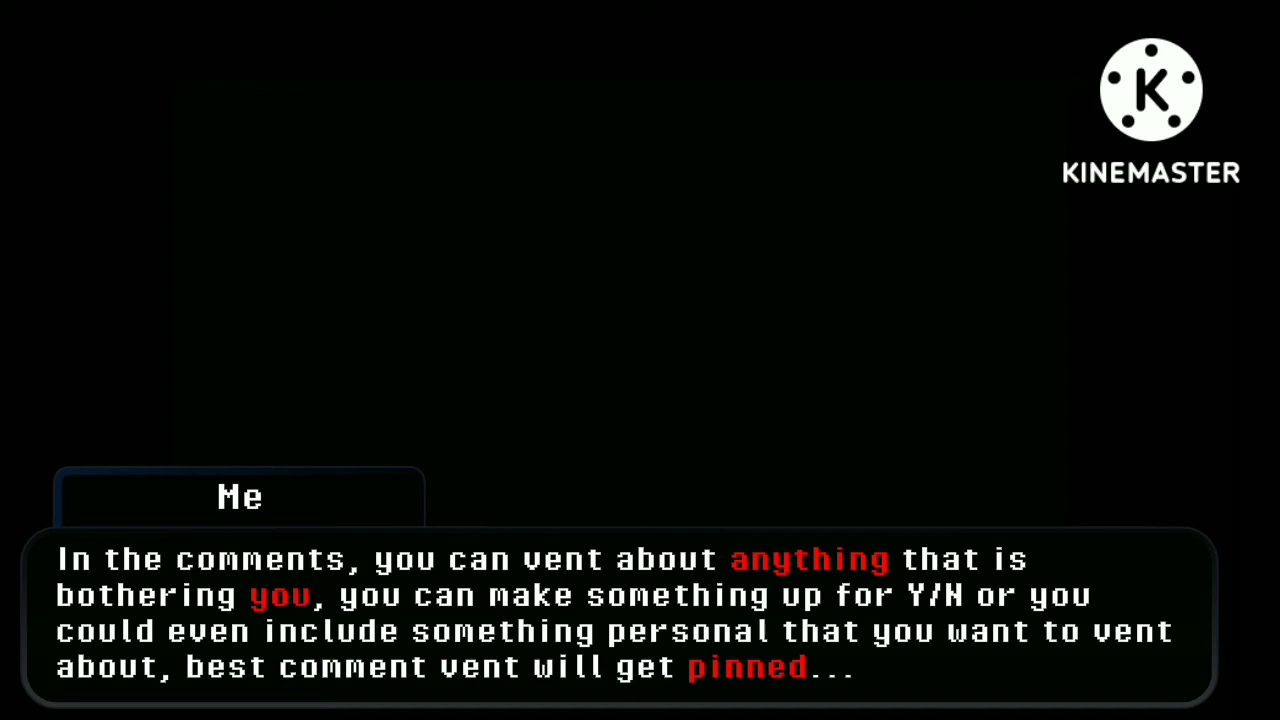 K
KINEMASTER
Me
In the comments, you can vent about anything that is
bothering you, you can make something up for Y/N or you
could even include something personal that you want to vent
about, best comment vent will get pinned...